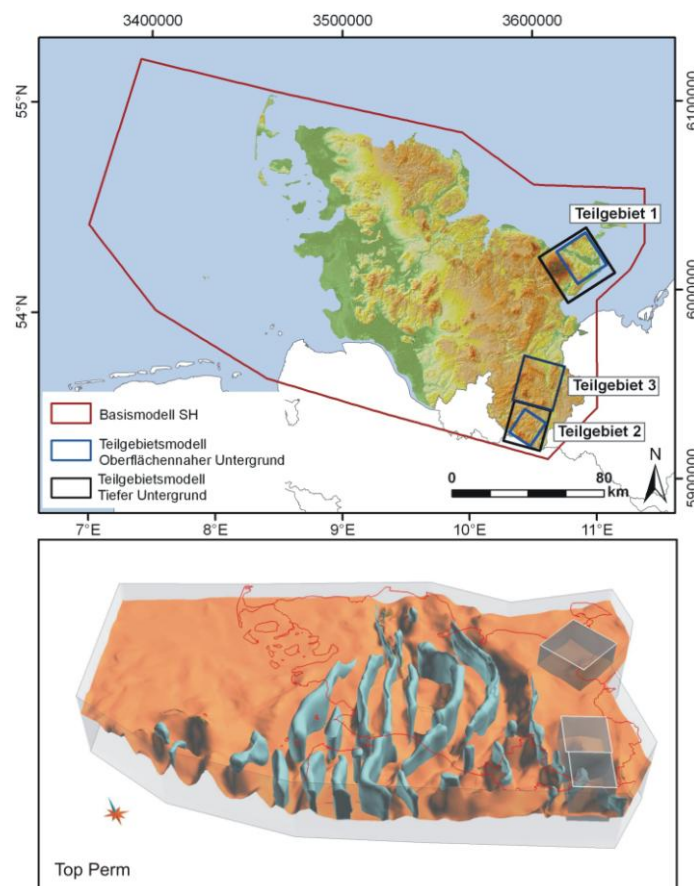 3400000 3500000 3600000
55°N
6100000
Teilgebiet 1
6000000
54°N
Teilgebiet 3
Basismodell SH
Teilgebietsmodell
Oberflächennaher Untergrund
Teilgebiet 2
Teilgebietsmodell
Tiefer Untergrund
N
0 80
km
5900000
7°E 8°E 9°E 10°E 11°E
Top Perm